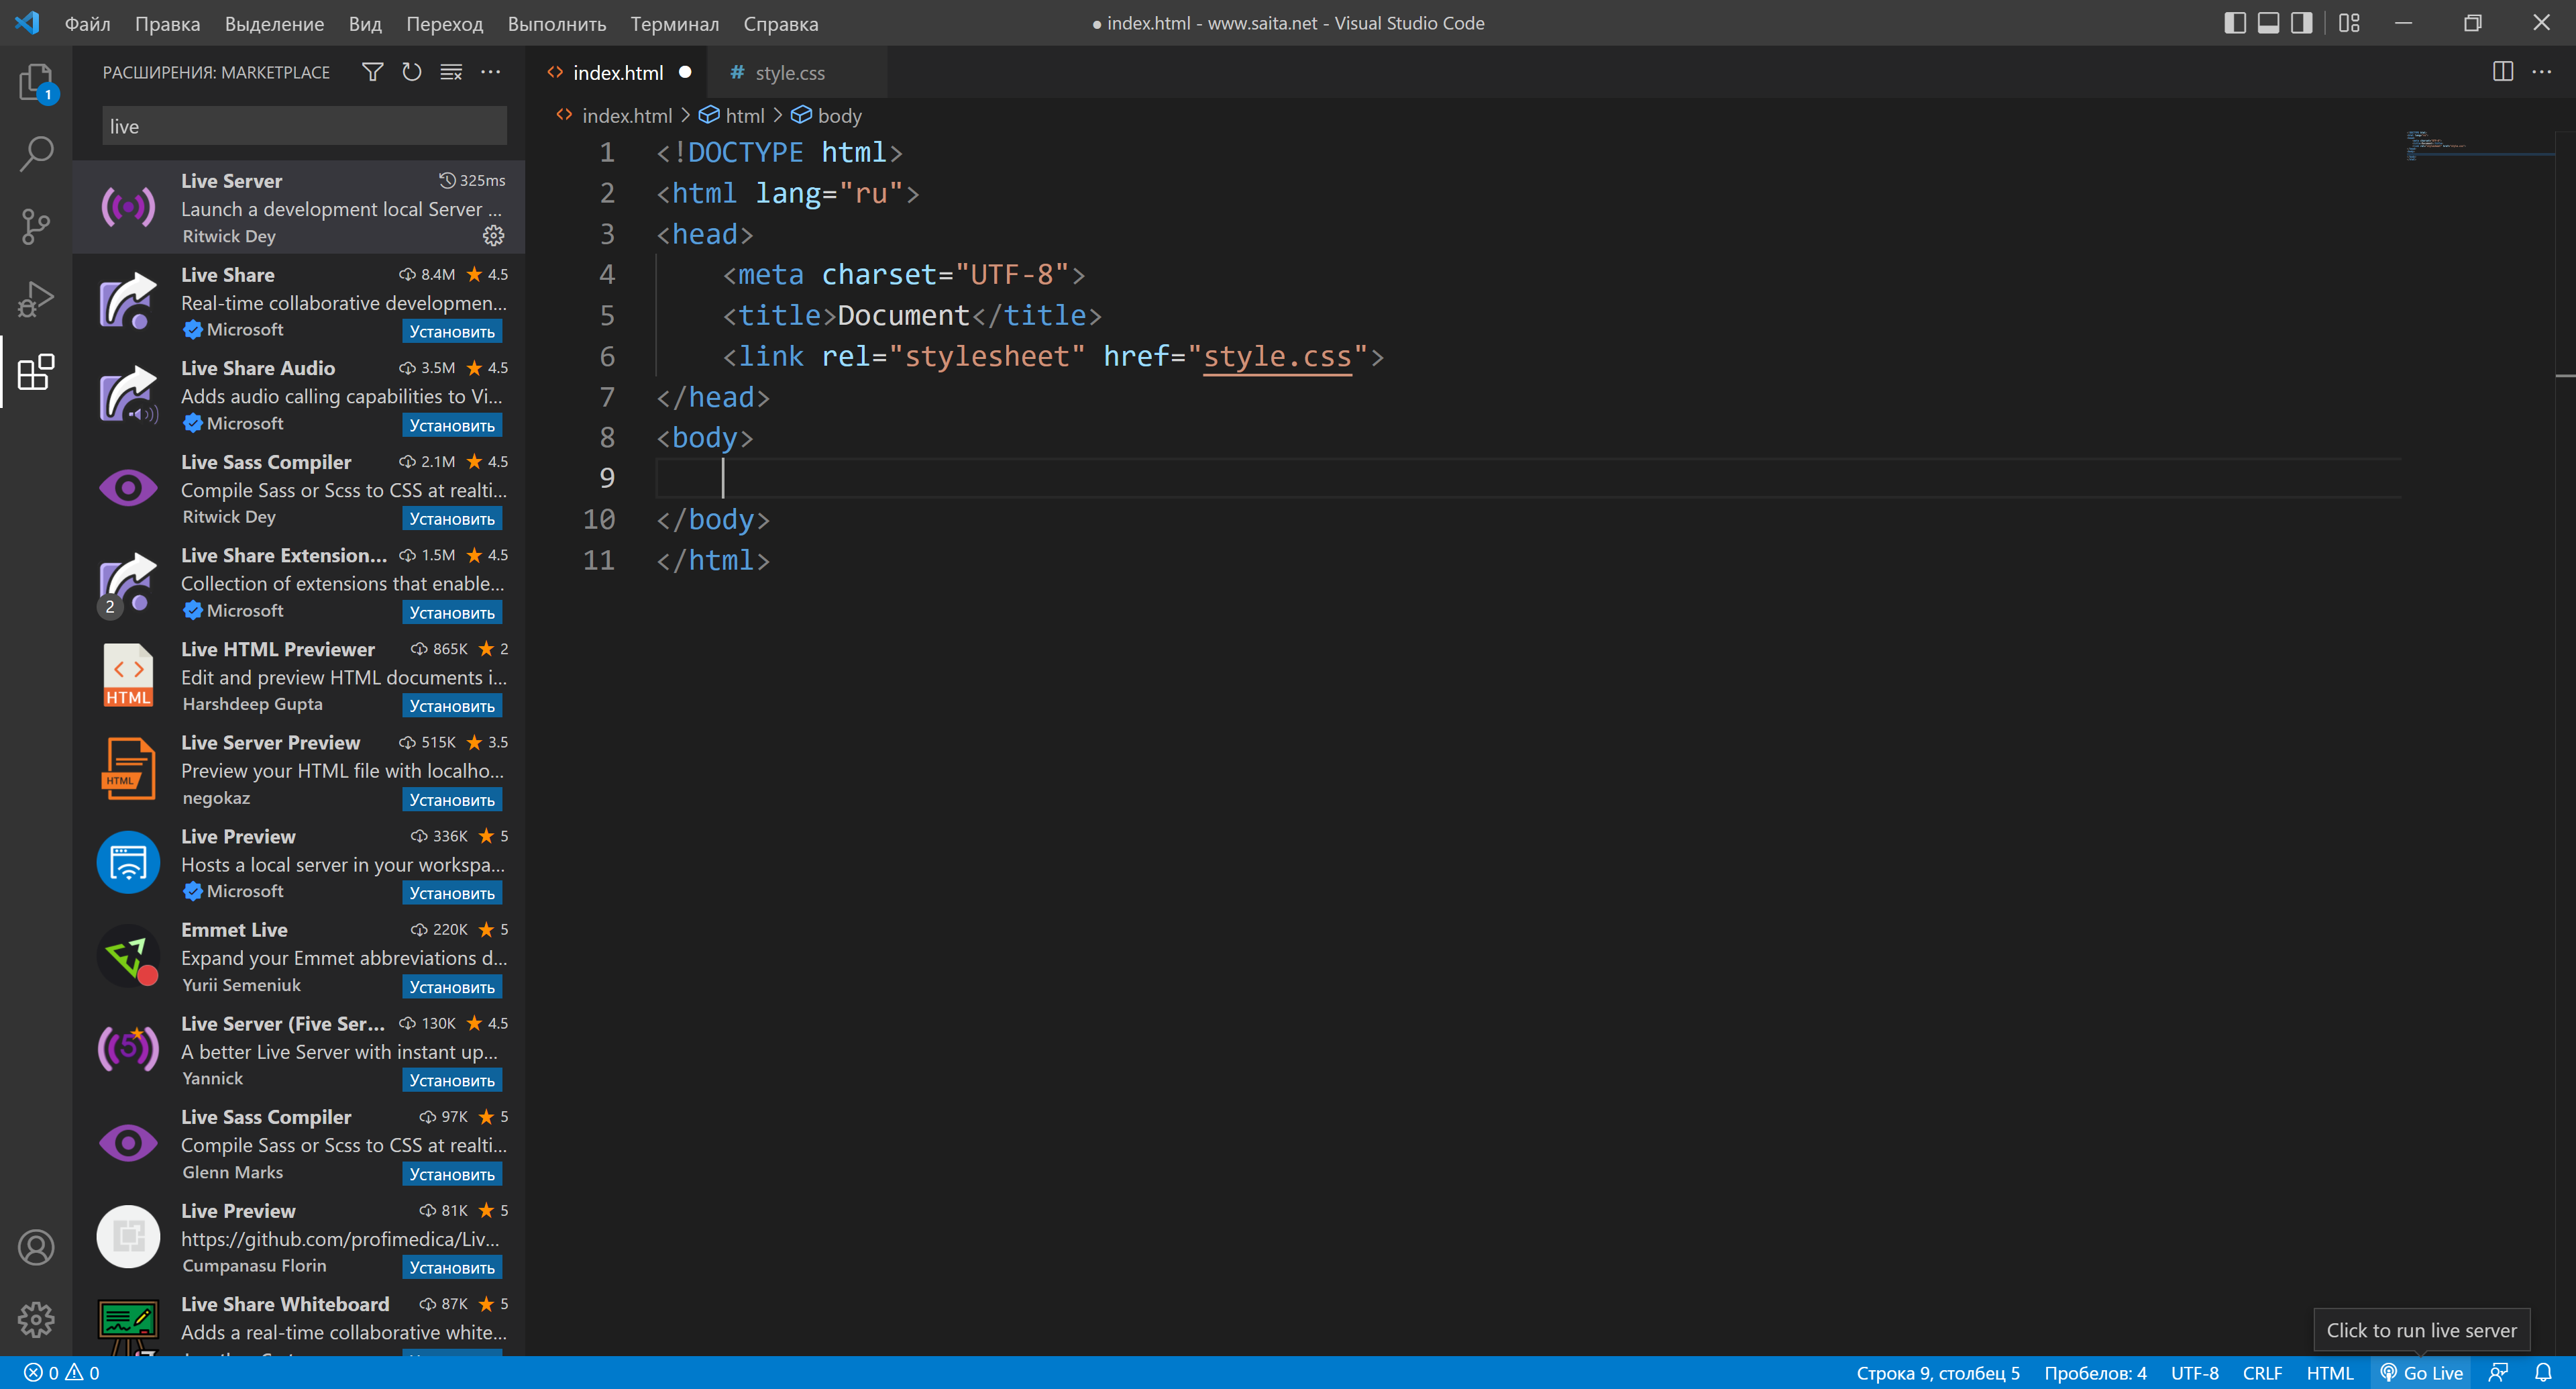 Файл Правка Выделение Вид Переход Выполнить Терминал Справка
● index.html - www.saita.net - Visual Studio Code
1
РАСШИРЕНИЯ: MARKETPLACE
live
Live Server 325ms
Launch a development local Server ...
Ritwick Dey
Live Share 8.4M 4.5
Real-time collaborative developmen...
Microsoft Установить
Live Share Audio 3.5M 4.5
Adds audio calling capabilities to Vi...
Microsoft Установить
Live Sass Compiler 2.1M 4.5
Compile Sass or Scss to CSS at realti...
Ritwick Dey Установить
Live Share Extension... 1.5M 4.5
Collection of extensions that enable...
2
Microsoft Установить
Live HTML Previewer 865K 2
Edit and preview HTML documents i...
HTML
Harshdeep Gupta Установить
Live Server Preview 515K 3.5
Preview your HTML file with localho...
HTML
negokaz Установить
Live Preview 336K 5
Hosts a local server in your workspa...
Microsoft Установить
Emmet Live 220K 5
Expand your Emmet abbreviations d...
Yurii Semeniuk Установить
Live Server (Five Ser... 130K 4.5
A better Live Server with instant up...
5
Yannick Установить
Live Sass Compiler 97K 5
Compile Sass or Scss to CSS at realti...
Glenn Marks Установить
Live Preview 81K 5
https://github.com/profimedica/Liv...
Cumpanasu Florin Установить
Live Share Whiteboard 87K 5
Adds a real-time collaborative white...
index.html ● # style.css
index.html > html > body
1 <!DOCTYPE html>
2 <html lang="ru">
3 <head>
4 <meta charset="UTF-8">
5 <title>Document</title>
6 <link rel="stylesheet" href="style.css">
7 </head>
8 <body>
9
10 </body>
11 </html>
Click to run live server
0 0 Строка 9, столбец 5 Пробелов: 4 UTF-8 CRLF HTML Go Live